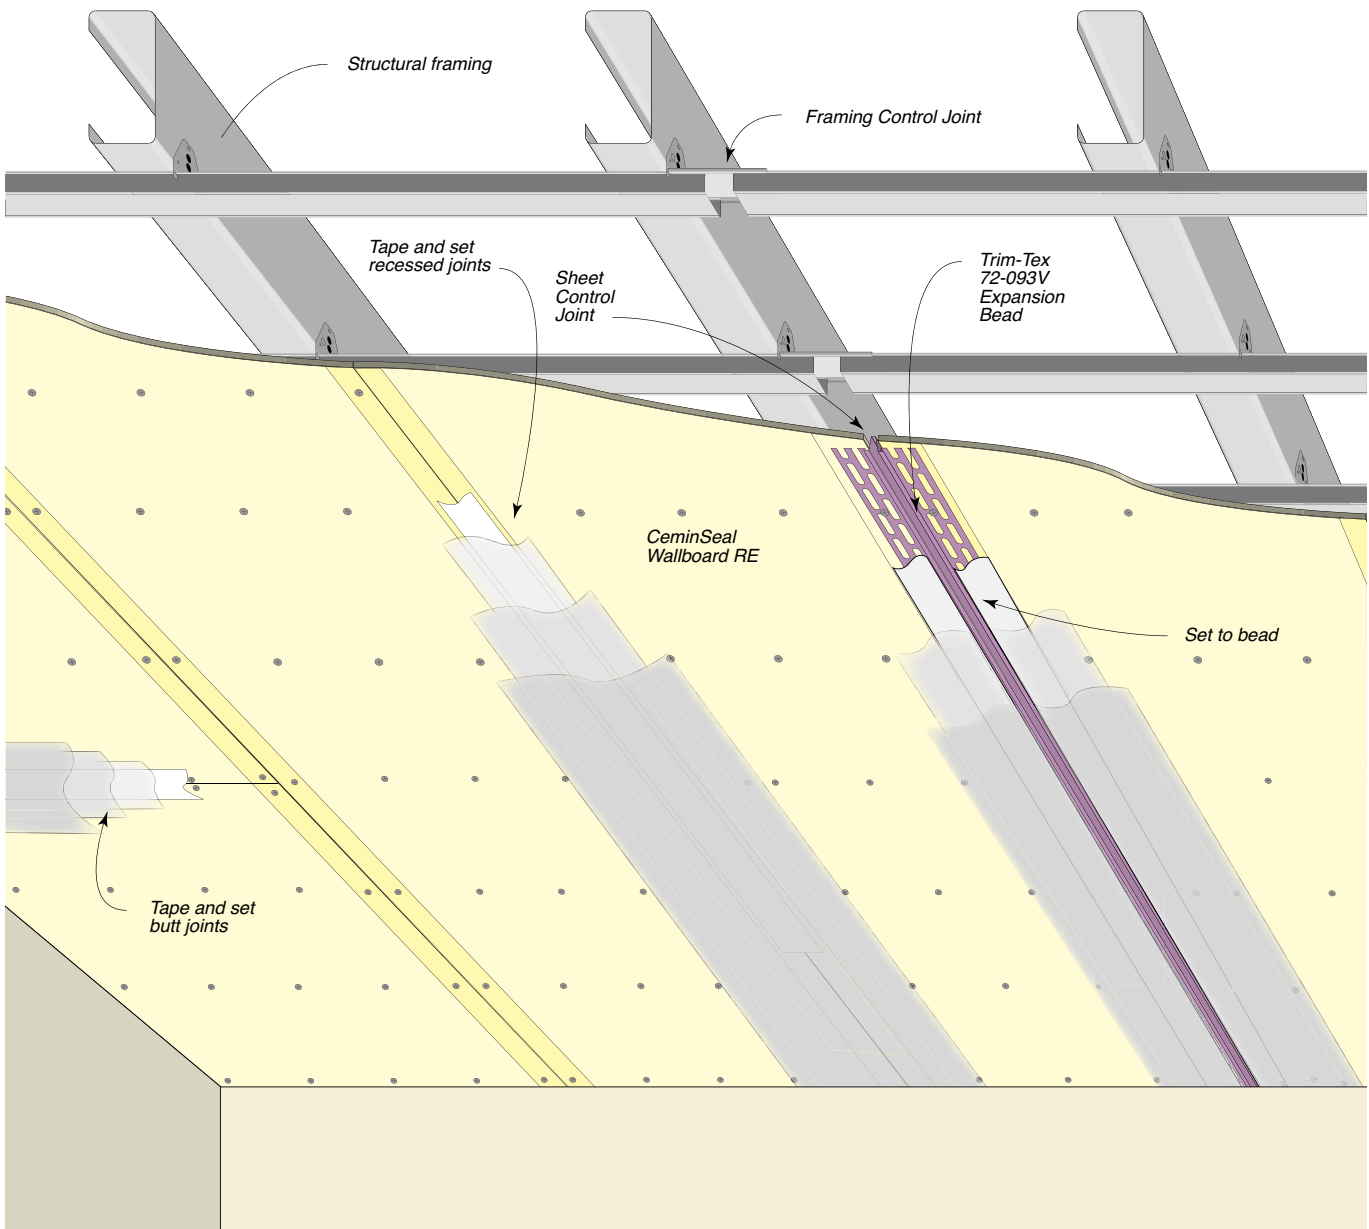 Structural framing
Framing Control Joint
Tape and set
recessed joints
Sheet
Control
Joint
Trim-Tex
72-093V
Expansion
Bead
CeminSeal
Wallboard RE
Set to bead
Tape and set
butt joints